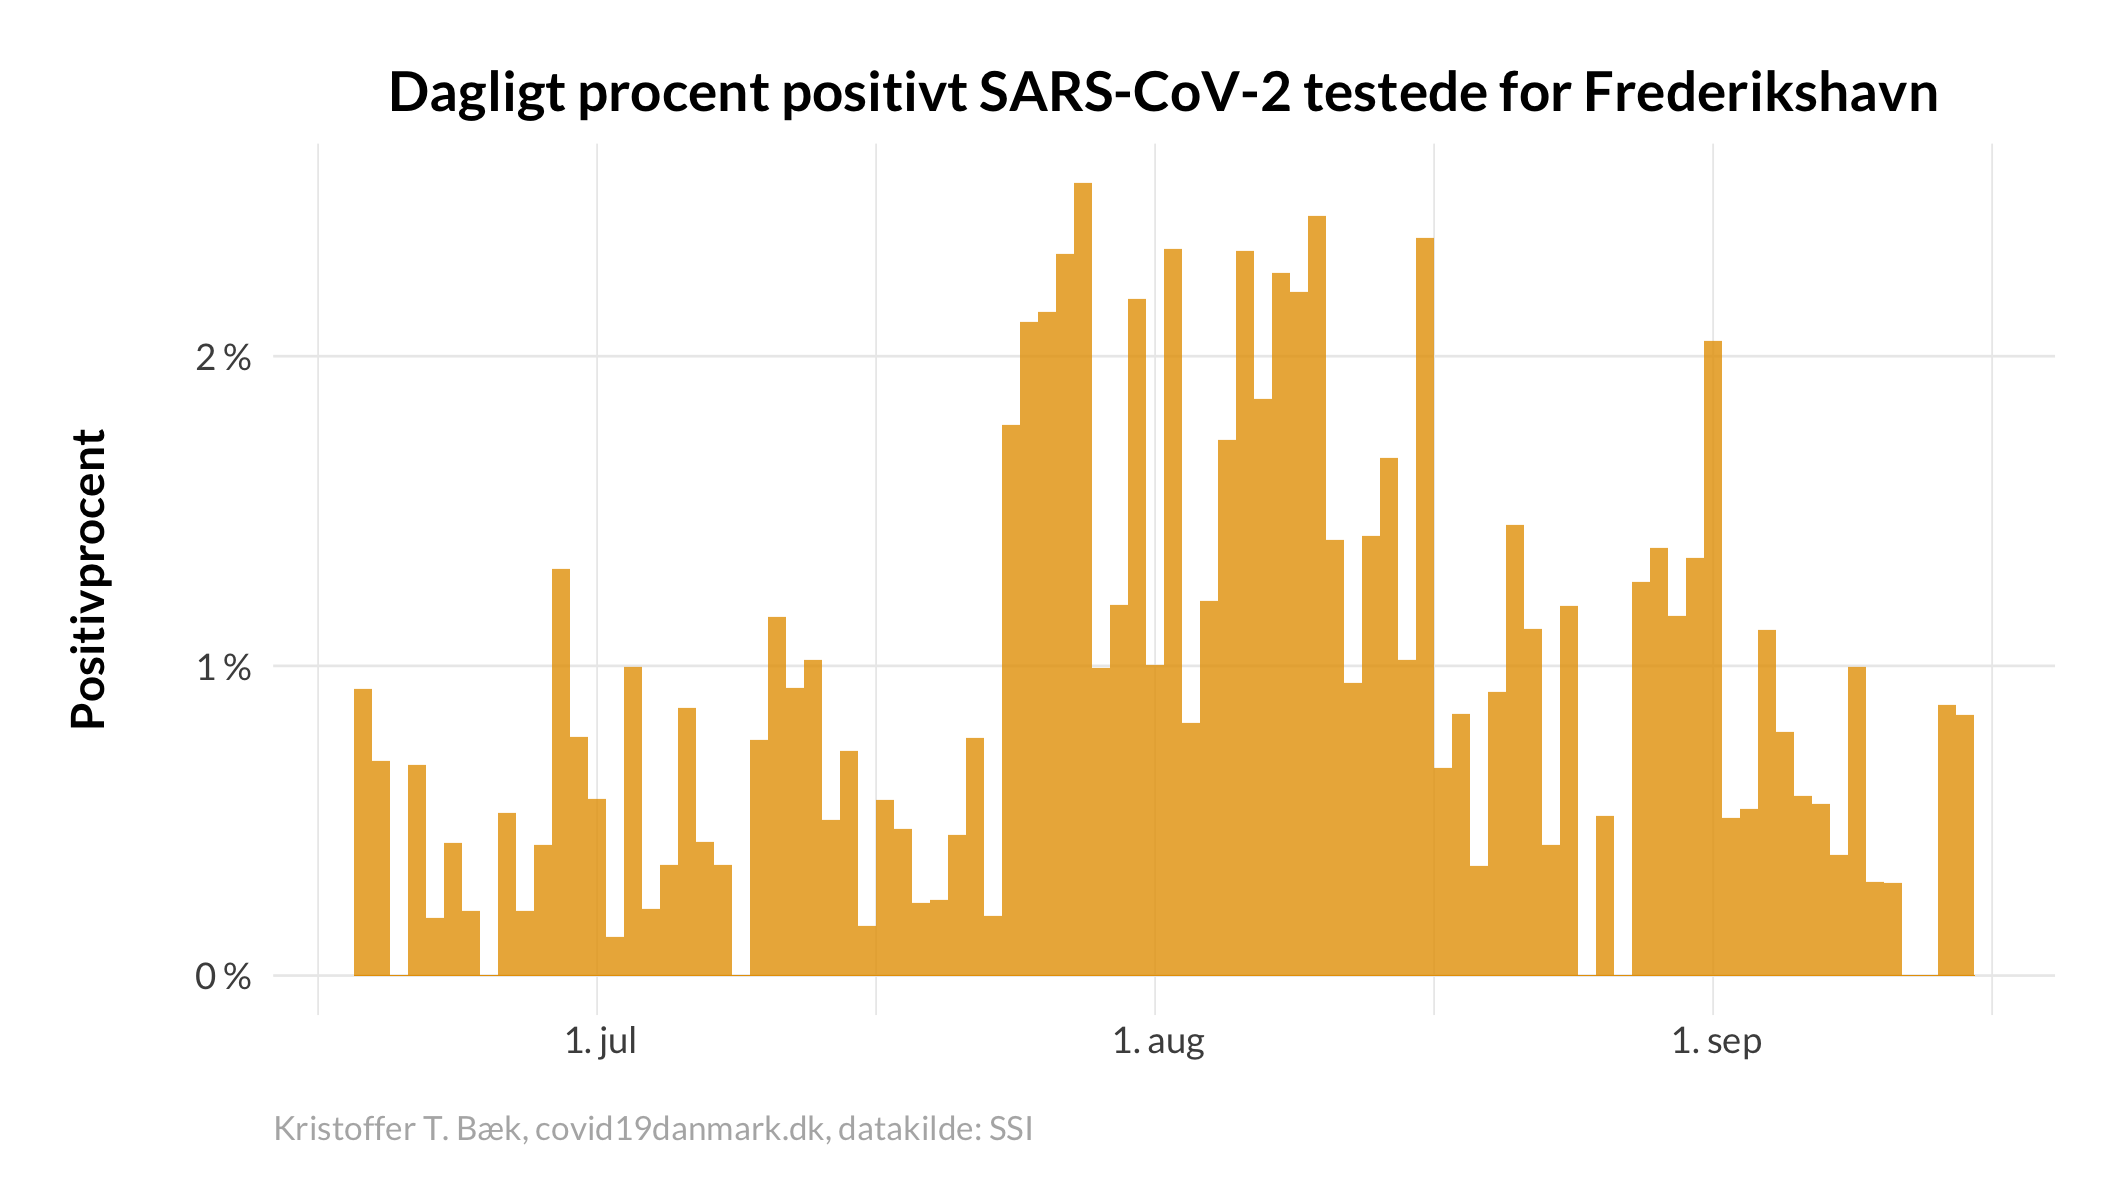 Dagligt procent positivt SARS-CoV-2 testede for Frederikshavn
Positivprocent
2 %
1 %
0 %
1. jul
1. aug
1. sep
Kristoffer T. Bæk, covid19danmark.dk, datakilde: SSI